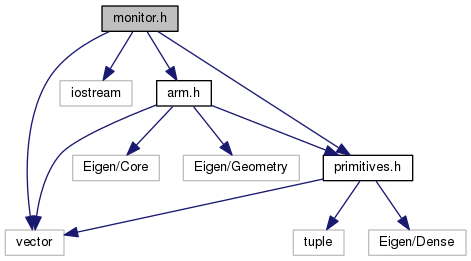 monitor.h
iostream
arm.h
Eigen/Core
Eigen/Geometry
primitives.h
vector
tuple
Eigen/Dense